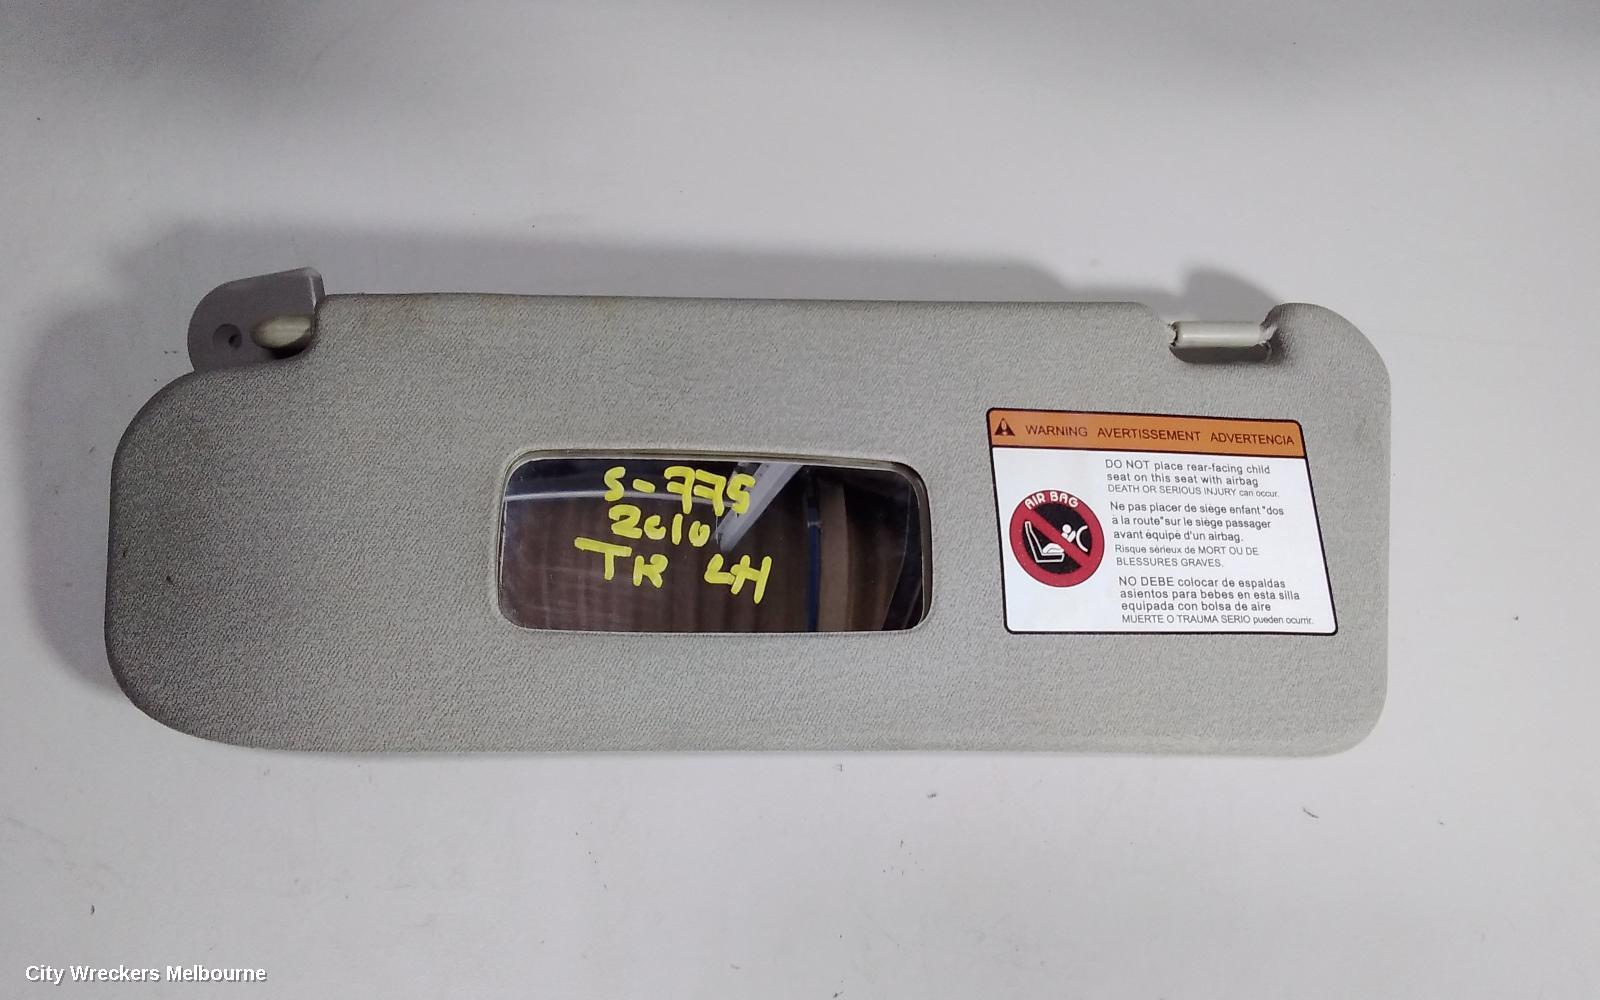 S-775
2010
TR LH
WARNING AVERTISSEMENT ADVERTENCIA
DO NOT place rear-facing child
seat on this seat with airbag
DEATH OR SERIOUS INJURY can occur.
AIR BAG
Ne pas placer de siège enfant "dos
à la route" sur le siège passager
avant équipé d'un airbag.
Risque sérieux de MORT OU DE
BLESSURES GRAVES.
NO DEBE colocar de espaldas
asientos para bebes en esta silla
equipada con bolsa de aire
MUERTE O TRAUMA SERIO pueden ocurrir.
City Wreckers Melbourne